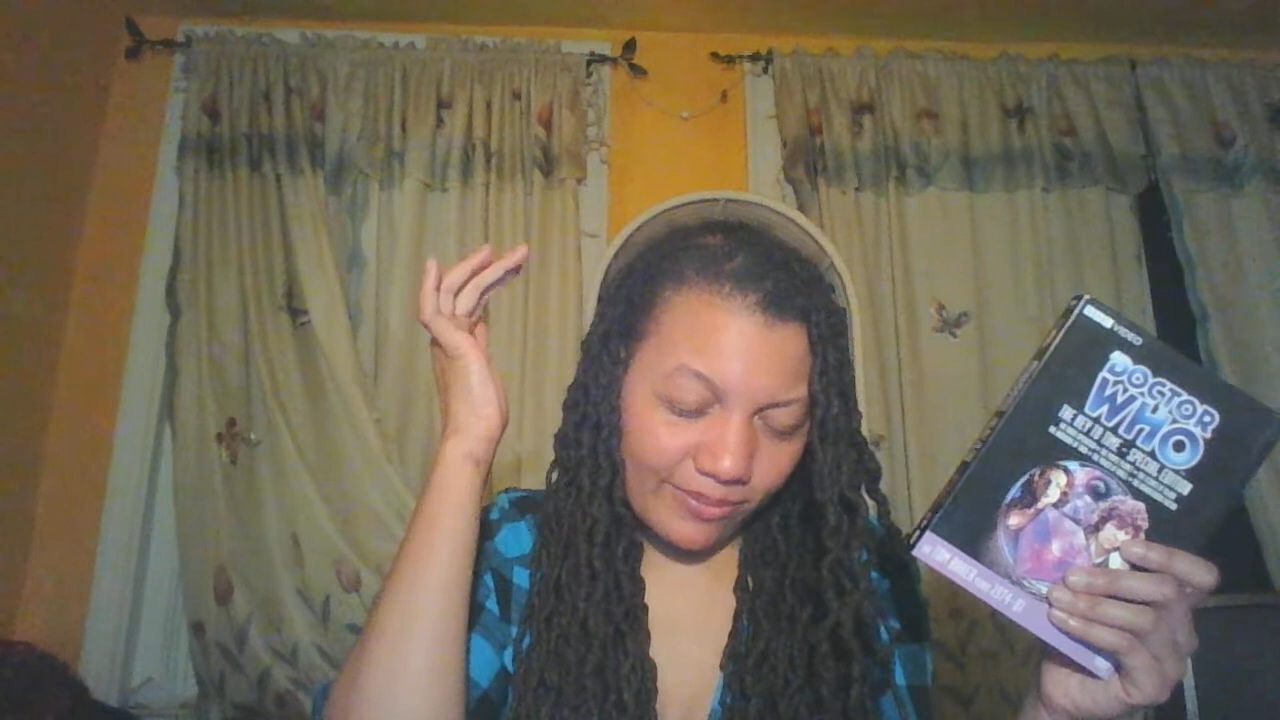 BBC VIDEO
DOCTOR
WHO
THE KEY TO TIME - SPECIAL EDITION
THE TOM BAKER YEARS 1974-81